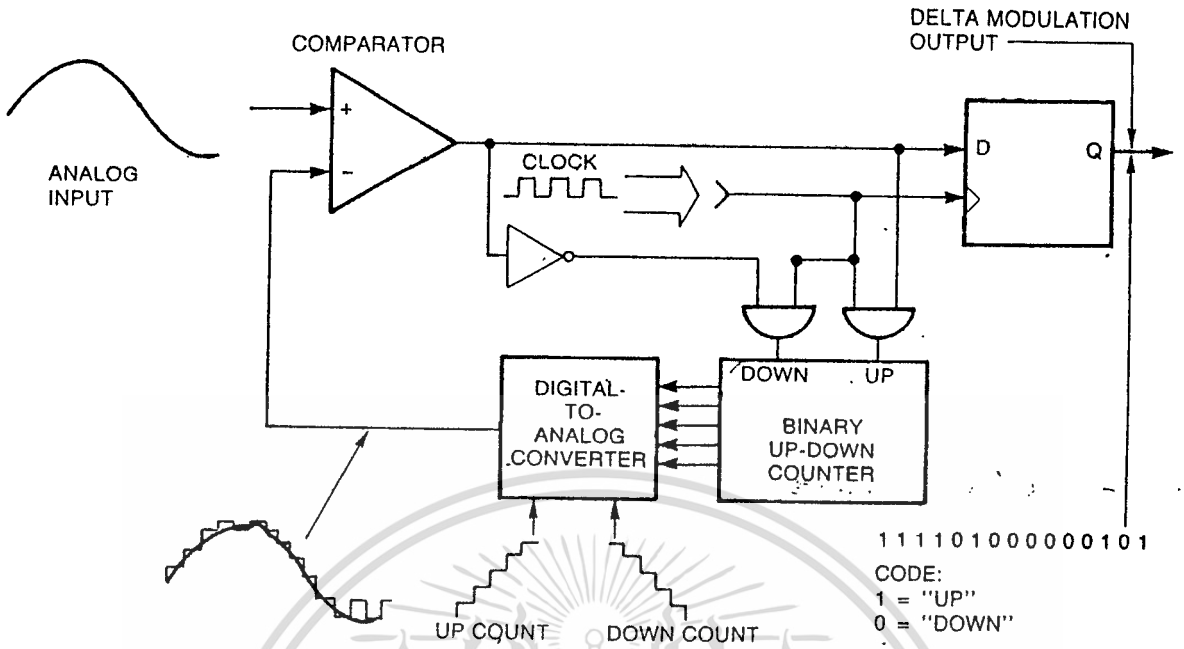 DELTA MODULATION
OUTPUT
COMPARATOR
+
−
ANALOG
INPUT
CLOCK
D
Q
DOWN
UP
DIGITAL-
TO-
ANALOG
CONVERTER
BINARY
UP-DOWN
COUNTER
1 1 1 1 0 1 0 0 0 0 0 0 1 0 1
CODE:
1 = "UP"
0 = "DOWN"
UP COUNT
DOWN COUNT